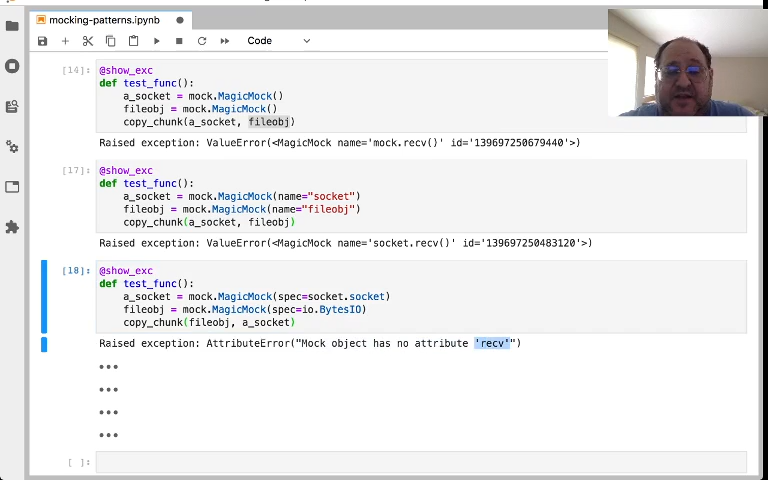 mocking-patterns.ipynb
Code
[14]:
@show_exc
def test_func():
a_socket = mock.MagicMock()
fileobj = mock.MagicMock()
copy_chunk(a_socket, fileobj)
Raised exception: ValueError(<MagicMock name='mock.recv()' id='139697250679440'>)
[17]:
@show_exc
def test_func():
a_socket = mock.MagicMock(name="socket")
fileobj = mock.MagicMock(name="fileobj")
copy_chunk(a_socket, fileobj)
Raised exception: ValueError(<MagicMock name='socket.recv()' id='139697250483120'>)
[18]:
@show_exc
def test_func():
a_socket = mock.MagicMock(spec=socket.socket)
fileobj = mock.MagicMock(spec=io.BytesIO)
copy_chunk(fileobj, a_socket)
Raised exception: AttributeError("Mock object has no attribute 'recv'")
[ ]: